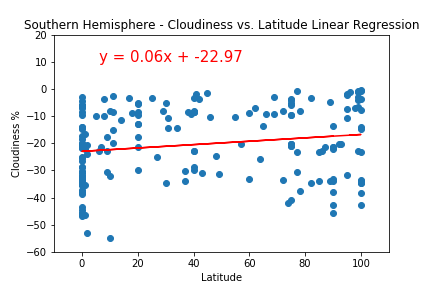 Southern Hemisphere - Cloudiness vs. Latitude Linear Regression
20
y = 0.06x + -22.97
10
0
−10
−20
−30
−40
−50
−60
Cloudiness %
0 20 40 60 80 100
Latitude